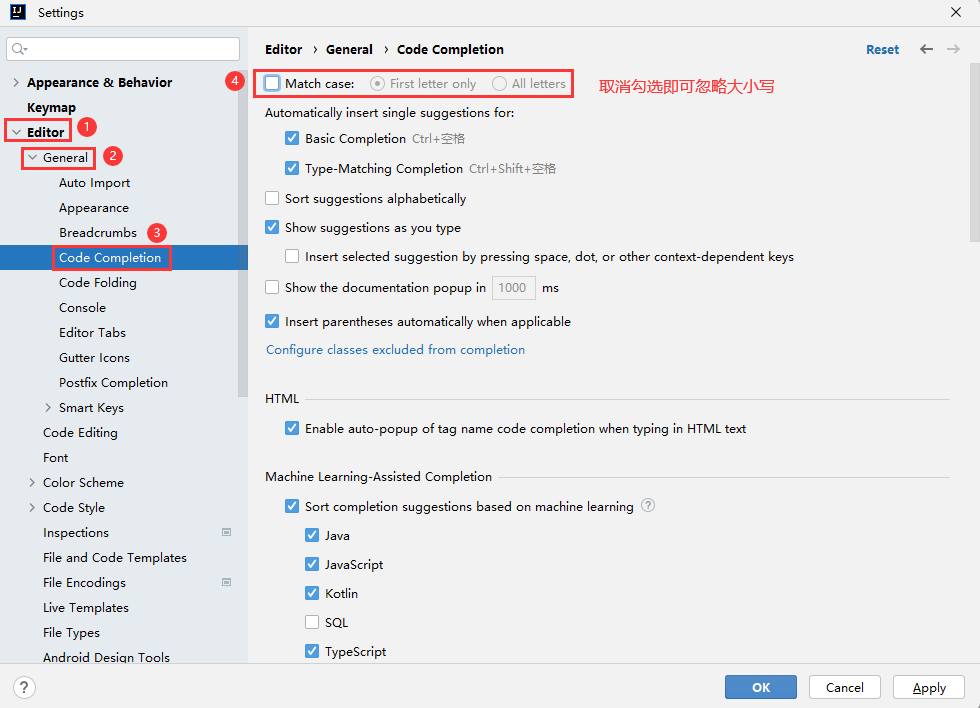 IJ Settings
Editor › General › Code Completion Reset
Appearance & Behavior
Keymap
Editor 1
General 2
Auto Import
Appearance
Breadcrumbs 3
Code Completion
Code Folding
Console
Editor Tabs
Gutter Icons
Postfix Completion
Smart Keys
Code Editing
Font
Color Scheme
Code Style
Inspections
File and Code Templates
File Encodings
Live Templates
File Types
Android Design Tools
4 Match case: First letter only All letters 取消勾选即可忽略大小写
Automatically insert single suggestions for:
Basic Completion Ctrl+空格
Type-Matching Completion Ctrl+Shift+空格
Sort suggestions alphabetically
Show suggestions as you type
Insert selected suggestion by pressing space, dot, or other context-dependent keys
Show the documentation popup in 1000 ms
Insert parentheses automatically when applicable
Configure classes excluded from completion
HTML
Enable auto-popup of tag name code completion when typing in HTML text
Machine Learning-Assisted Completion
Sort completion suggestions based on machine learning ?
Java
JavaScript
Kotlin
SQL
TypeScript
? OK Cancel Apply